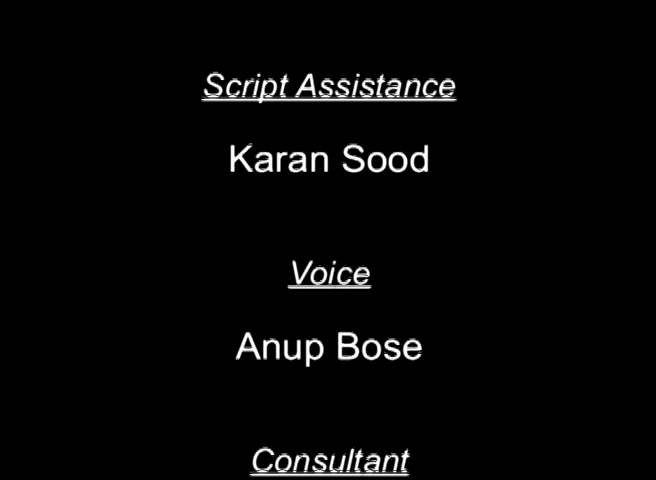 Script Assistance
Karan Sood
Voice
Anup Bose
Consultant